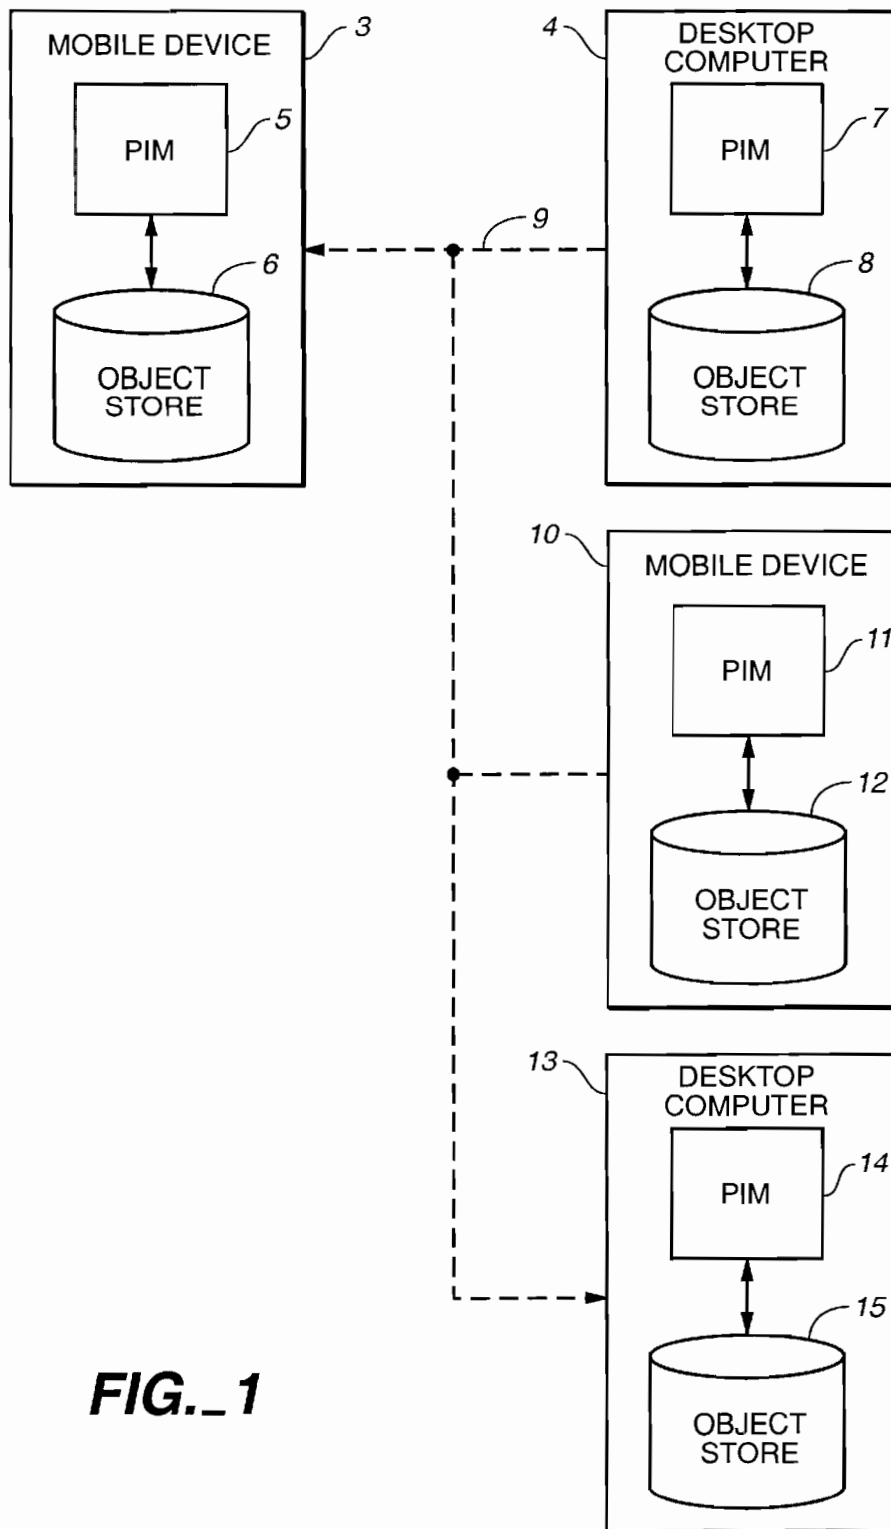 MOBILE DEVICE
3
PIM
5
6
OBJECT
STORE
4
DESKTOP
COMPUTER
PIM
7
8
OBJECT
STORE
9
10
MOBILE DEVICE
PIM
11
12
OBJECT
STORE
13
DESKTOP
COMPUTER
PIM
14
15
OBJECT
STORE
FIG._1